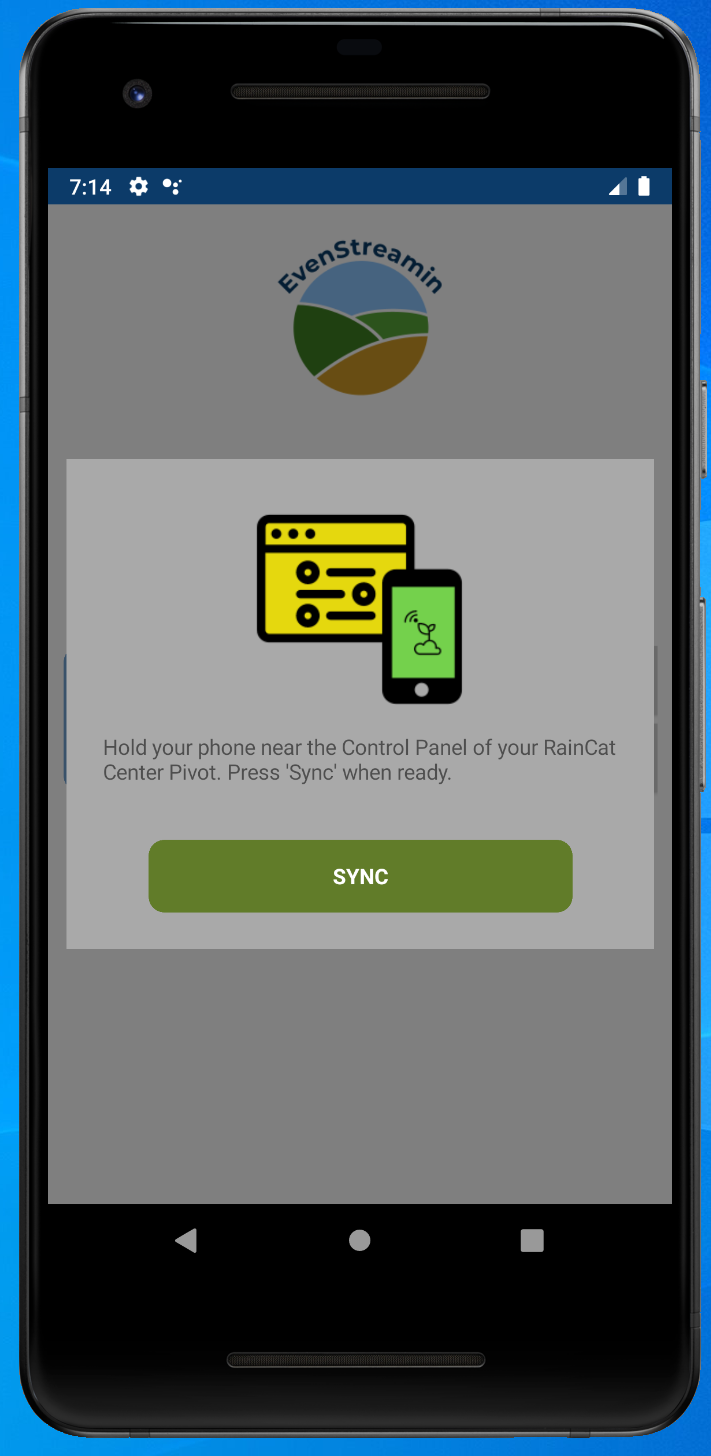 7:14
EvenStreamin
Hold your phone near the Control Panel of your RainCat
Center Pivot. Press 'Sync' when ready.
SYNC